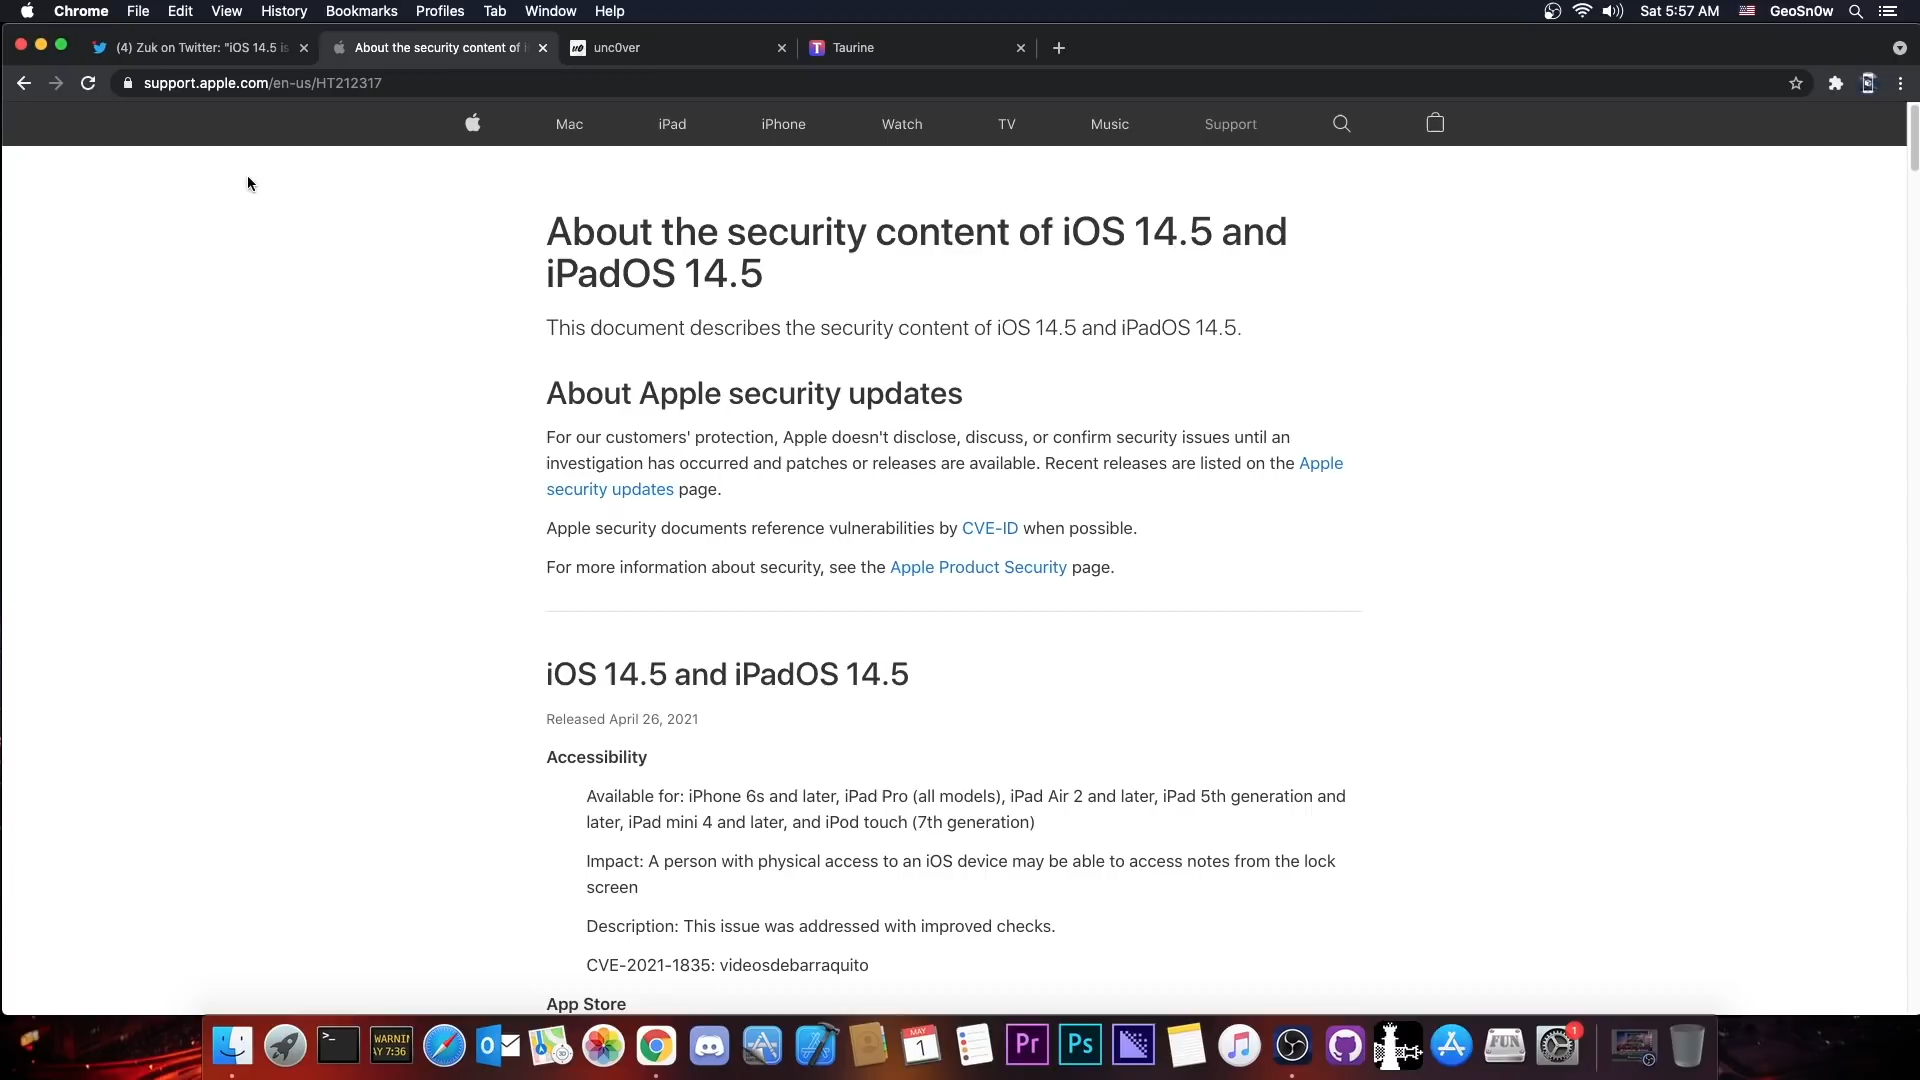 Chrome File Edit View History Bookmarks Profiles Tab Window Help Sat 5:57 AM GeoSn0w
(4) Zuk on Twitter: "iOS 14.5 is About the security content of unc0ver Taurine
support.apple.com/en-us/HT212317
Mac iPad iPhone Watch TV Music Support
About the security content of iOS 14.5 and
iPadOS 14.5
This document describes the security content of iOS 14.5 and iPadOS 14.5.
About Apple security updates
For our customers' protection, Apple doesn't disclose, discuss, or confirm security issues until an
investigation has occurred and patches or releases are available. Recent releases are listed on the Apple
security updates page.
Apple security documents reference vulnerabilities by CVE-ID when possible.
For more information about security, see the Apple Product Security page.
iOS 14.5 and iPadOS 14.5
Released April 26, 2021
Accessibility
Available for: iPhone 6s and later, iPad Pro (all models), iPad Air 2 and later, iPad 5th generation and
later, iPad mini 4 and later, and iPod touch (7th generation)
Impact: A person with physical access to an iOS device may be able to access notes from the lock
screen
Description: This issue was addressed with improved checks.
CVE-2021-1835: videosdebarraquito
App Store
WARNIN
AY 7:36
MAY
1
Pr Ps FUN 1